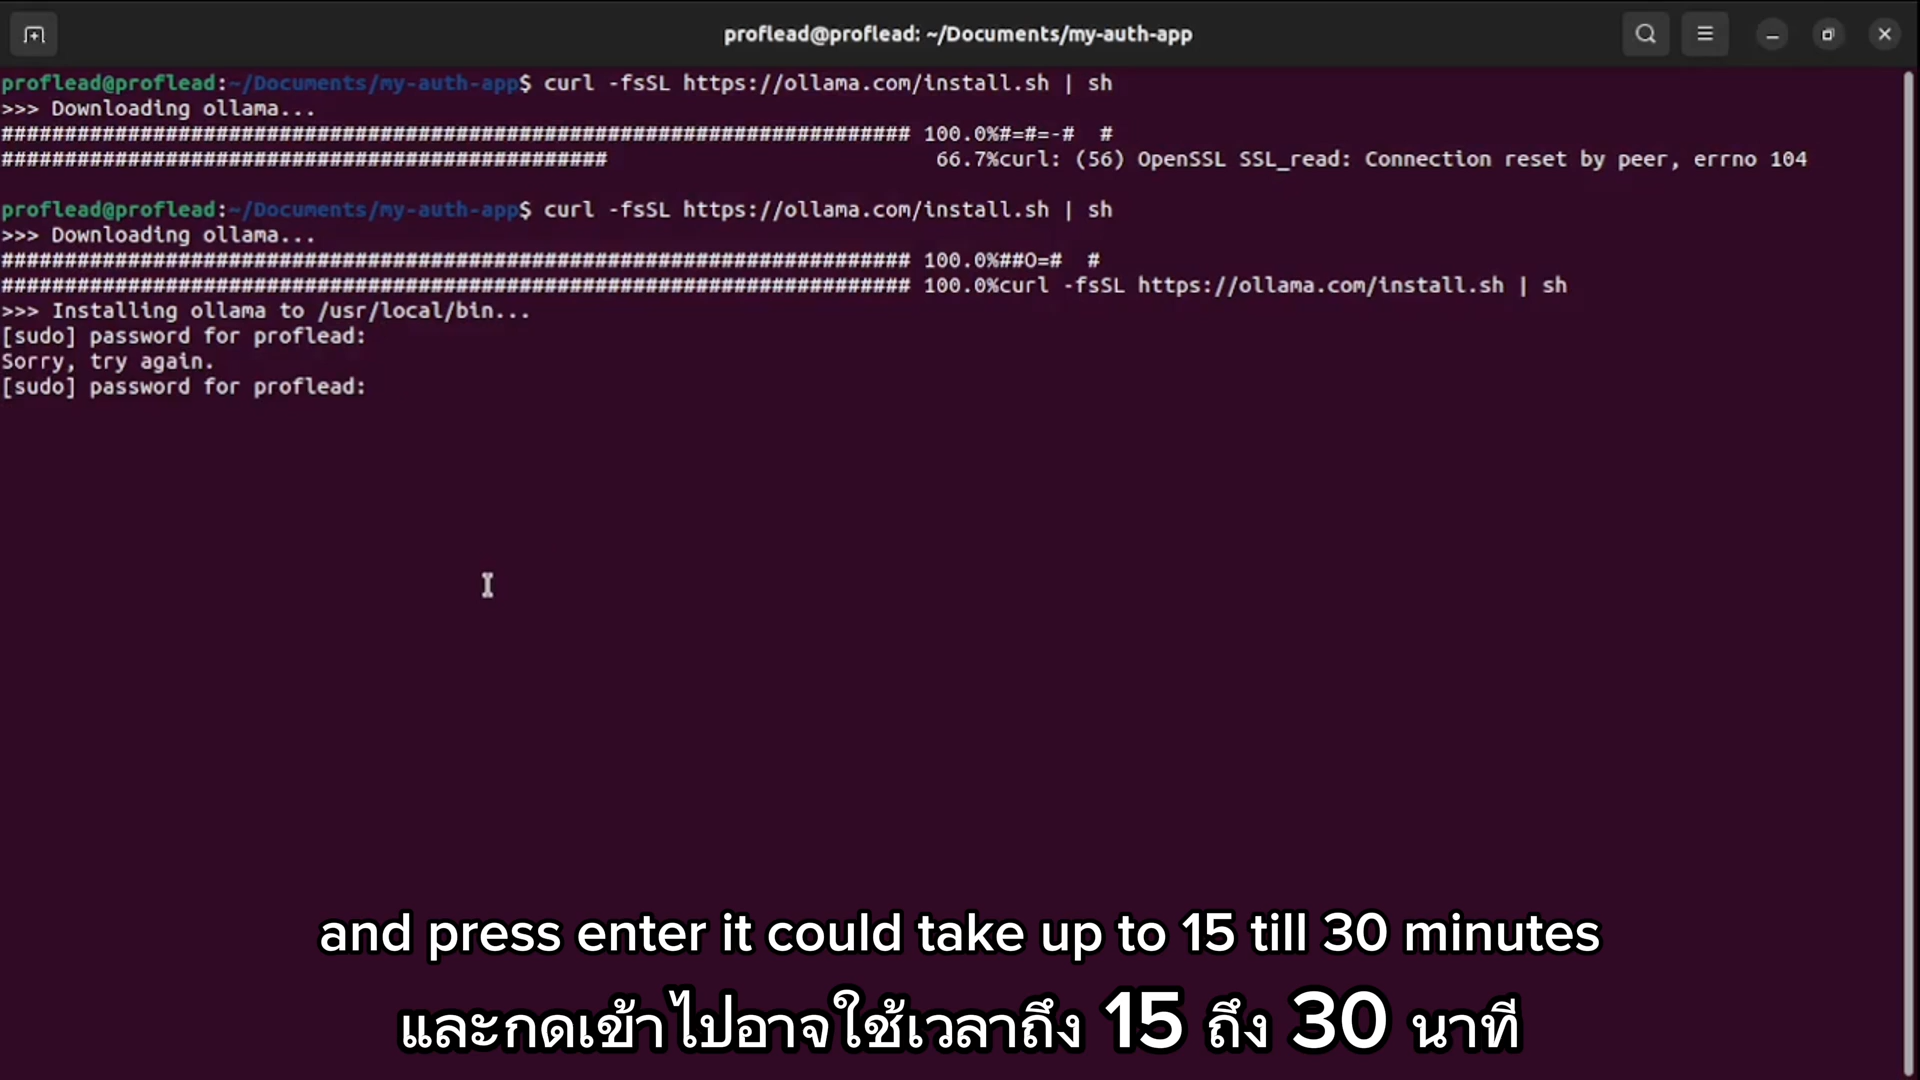 proflead@proflead: ~/Documents/my-auth-app
proflead@proflead:~/Documents/my-auth-app$ curl -fsSL https://ollama.com/install.sh | sh
>>> Downloading ollama...
######################################################################## 100.0%#=#=-#  #
################################################                          66.7%curl: (56) OpenSSL SSL_read: Connection reset by peer, errno 104
proflead@proflead:~/Documents/my-auth-app$ curl -fsSL https://ollama.com/install.sh | sh
>>> Downloading ollama...
######################################################################## 100.0%##O=#  #
######################################################################## 100.0%curl -fsSL https://ollama.com/install.sh | sh
>>> Installing ollama to /usr/local/bin...
[sudo] password for proflead:
Sorry, try again.
[sudo] password for proflead:
and press enter it could take up to 15 till 30 minutes
และกดเข้าไปอาจใช้เวลาถึง 15 ถึง 30 นาที